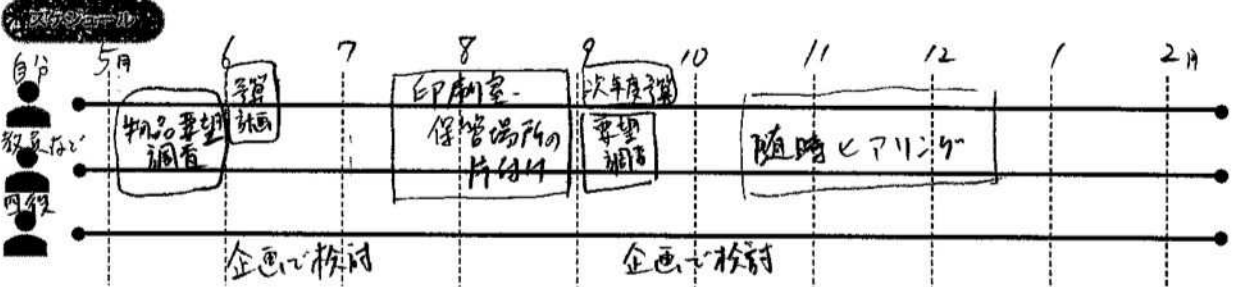 スケジュール
自分
5月 6 7 8 9 10 11 12 1 2月
予算
計画
印刷室・
保管場所の
片付け
次年度予算
教員など
物品要望
調査
要望
調査
随時ヒアリング
企画で検討
企画で検討